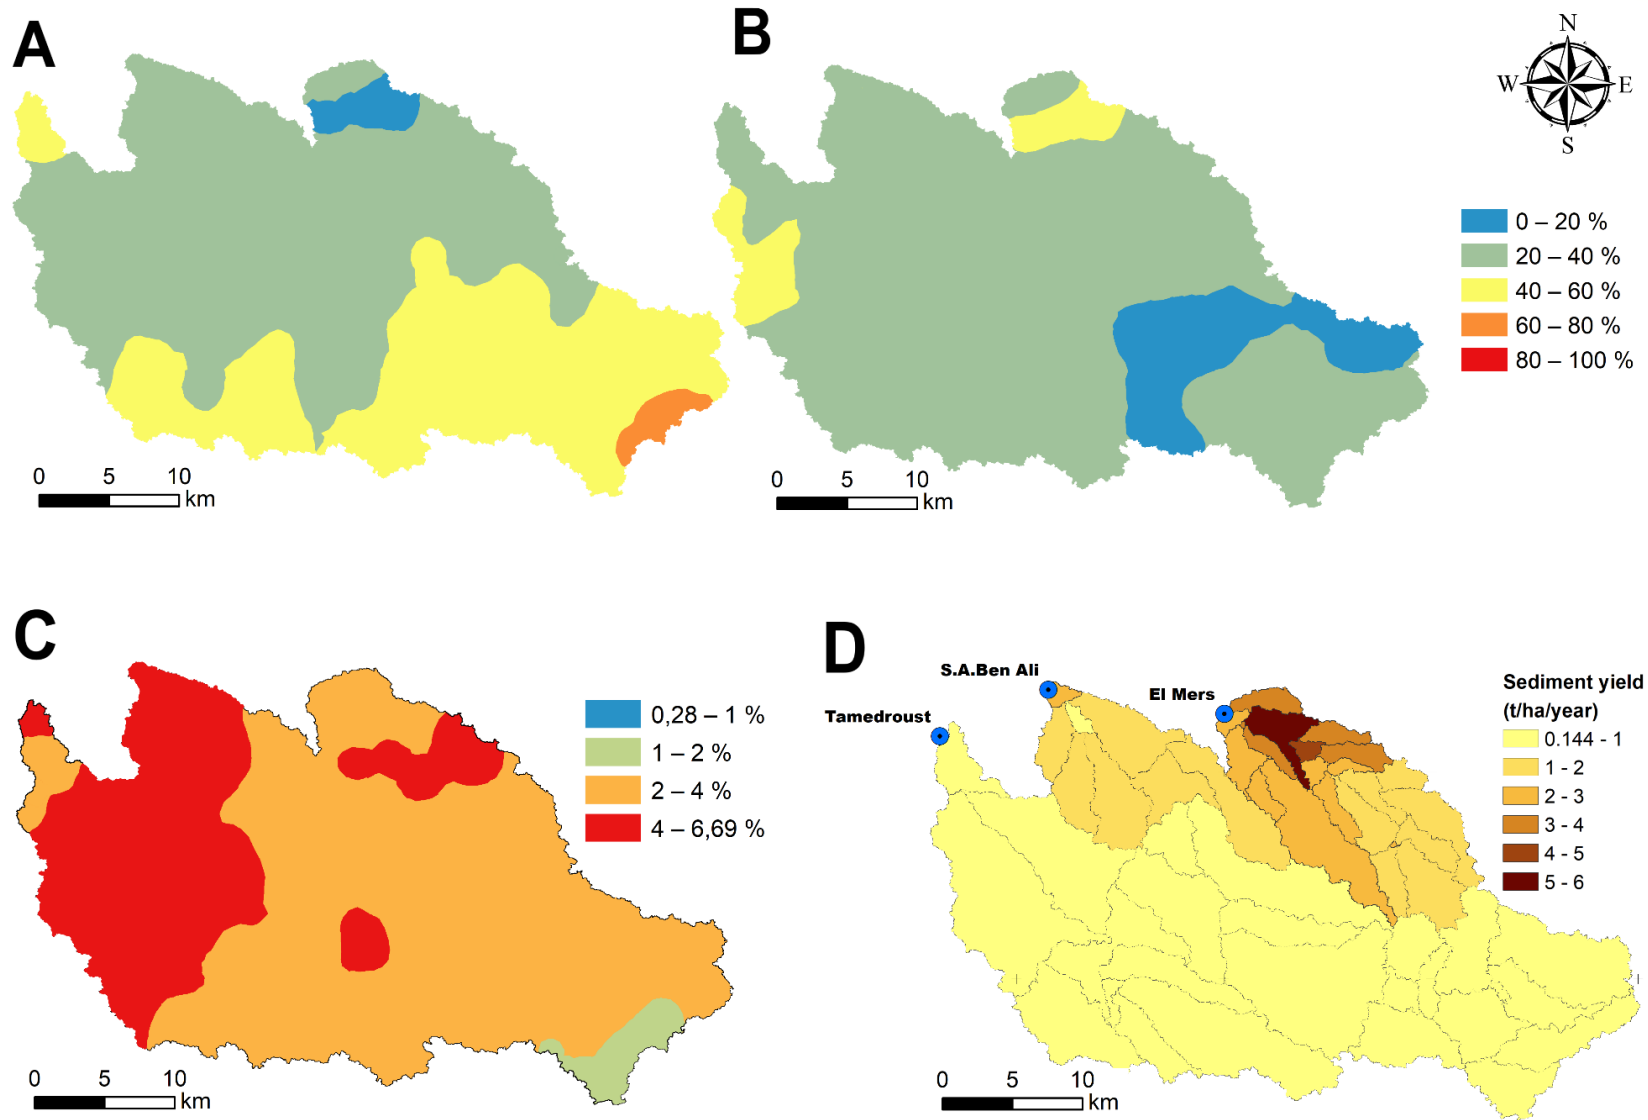 A
B
N
W
E
S
0 – 20 %
20 – 40 %
40 – 60 %
60 – 80 %
80 – 100 %
0 5 10
km
0 5 10
km
C
D
0,28 – 1 %
1 – 2 %
2 – 4 %
4 – 6,69 %
S.A.Ben Ali
El Mers
Tamedroust
Sediment yield
(t/ha/year)
0.144 - 1
1 - 2
2 - 3
3 - 4
4 - 5
5 - 6
0 5 10
km
0 5 10
km